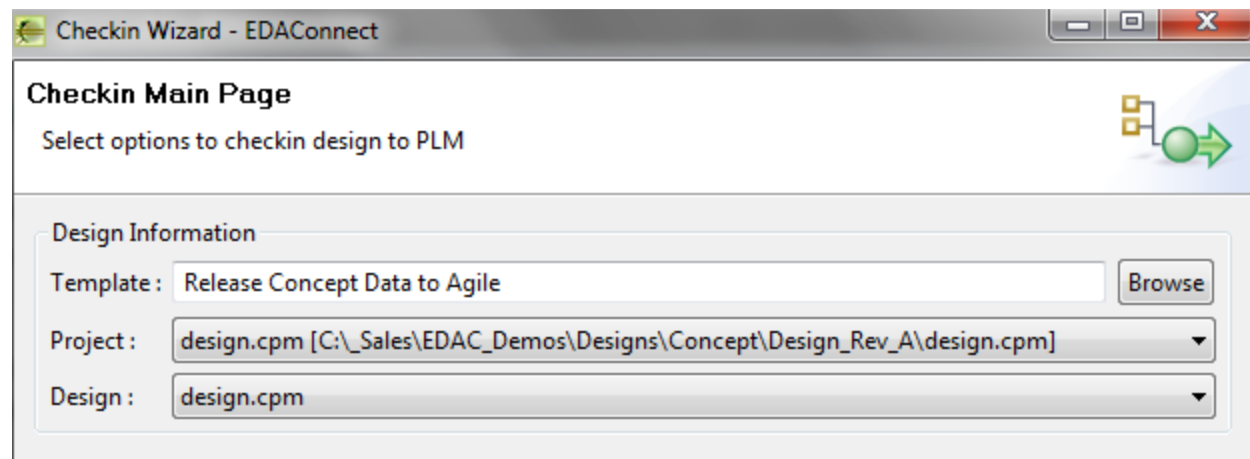 Checkin Wizard - EDAConnect
Checkin Main Page
Select options to checkin design to PLM
Design Information
Template : Release Concept Data to Agile Browse
Project : design.cpm [C:\_Sales\EDAC_Demos\Designs\Concept\Design_Rev_A\design.cpm]
Design : design.cpm